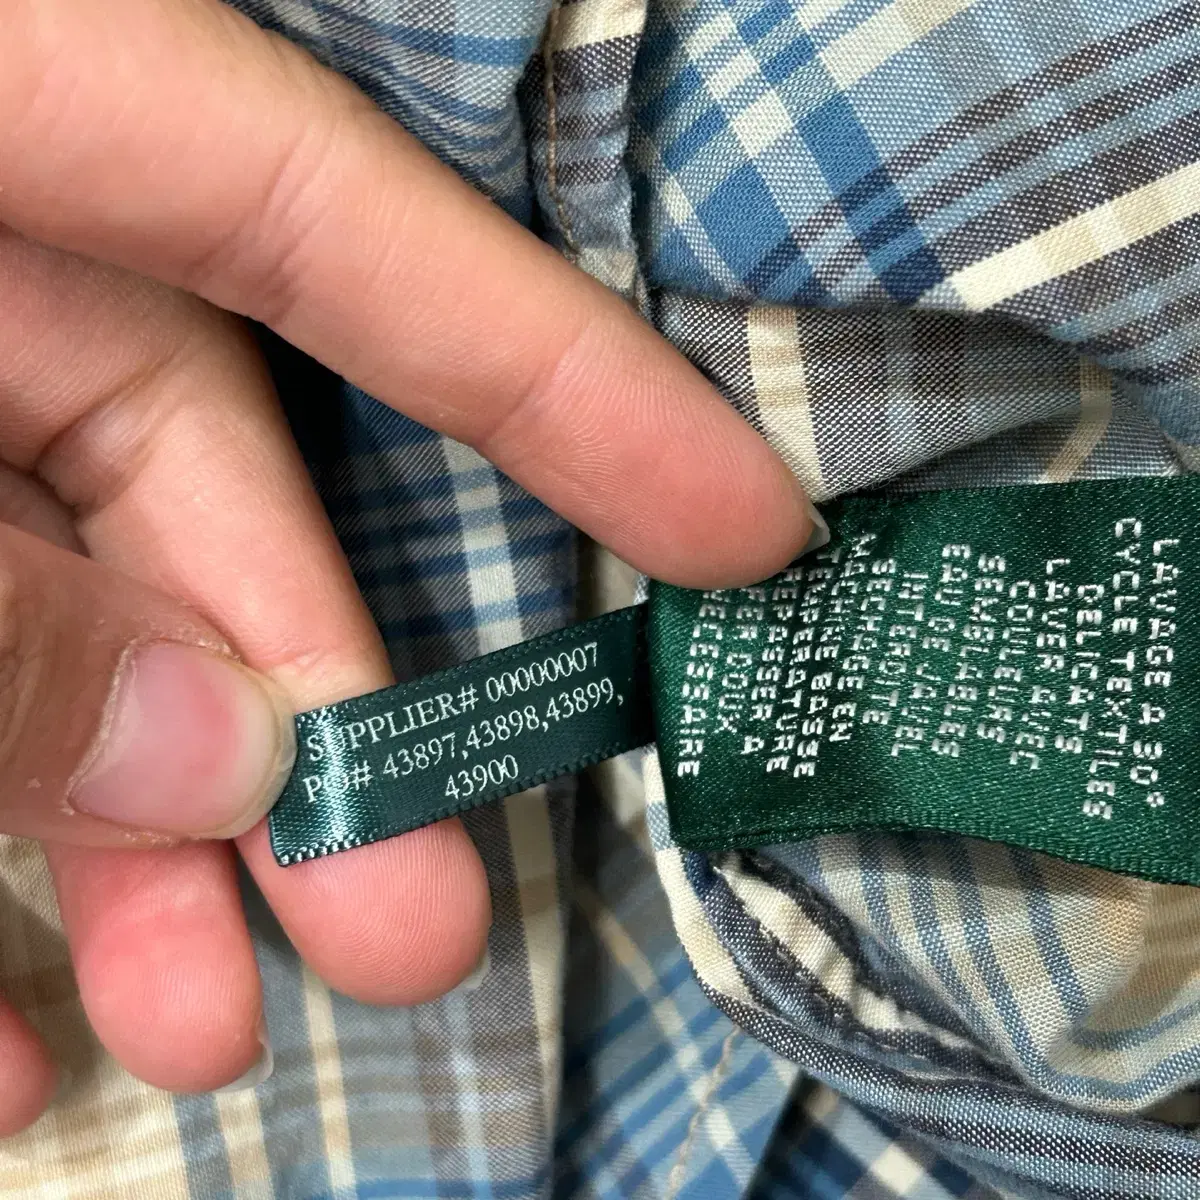 SUPPLIER# 00000007
PO# 43897,43898,43899,
43900
LAVAGE A 30°
CYCLE TEXTILES
DELICATS
LAVER AVEC
COULEURS
SEMBLABLES
EAU DE JAVEL
INTERDITE
SECHAGE EN
MACHINE BASSE
TEMPERATURE
REPASSER A
FER DOUX
NECESSAIRE